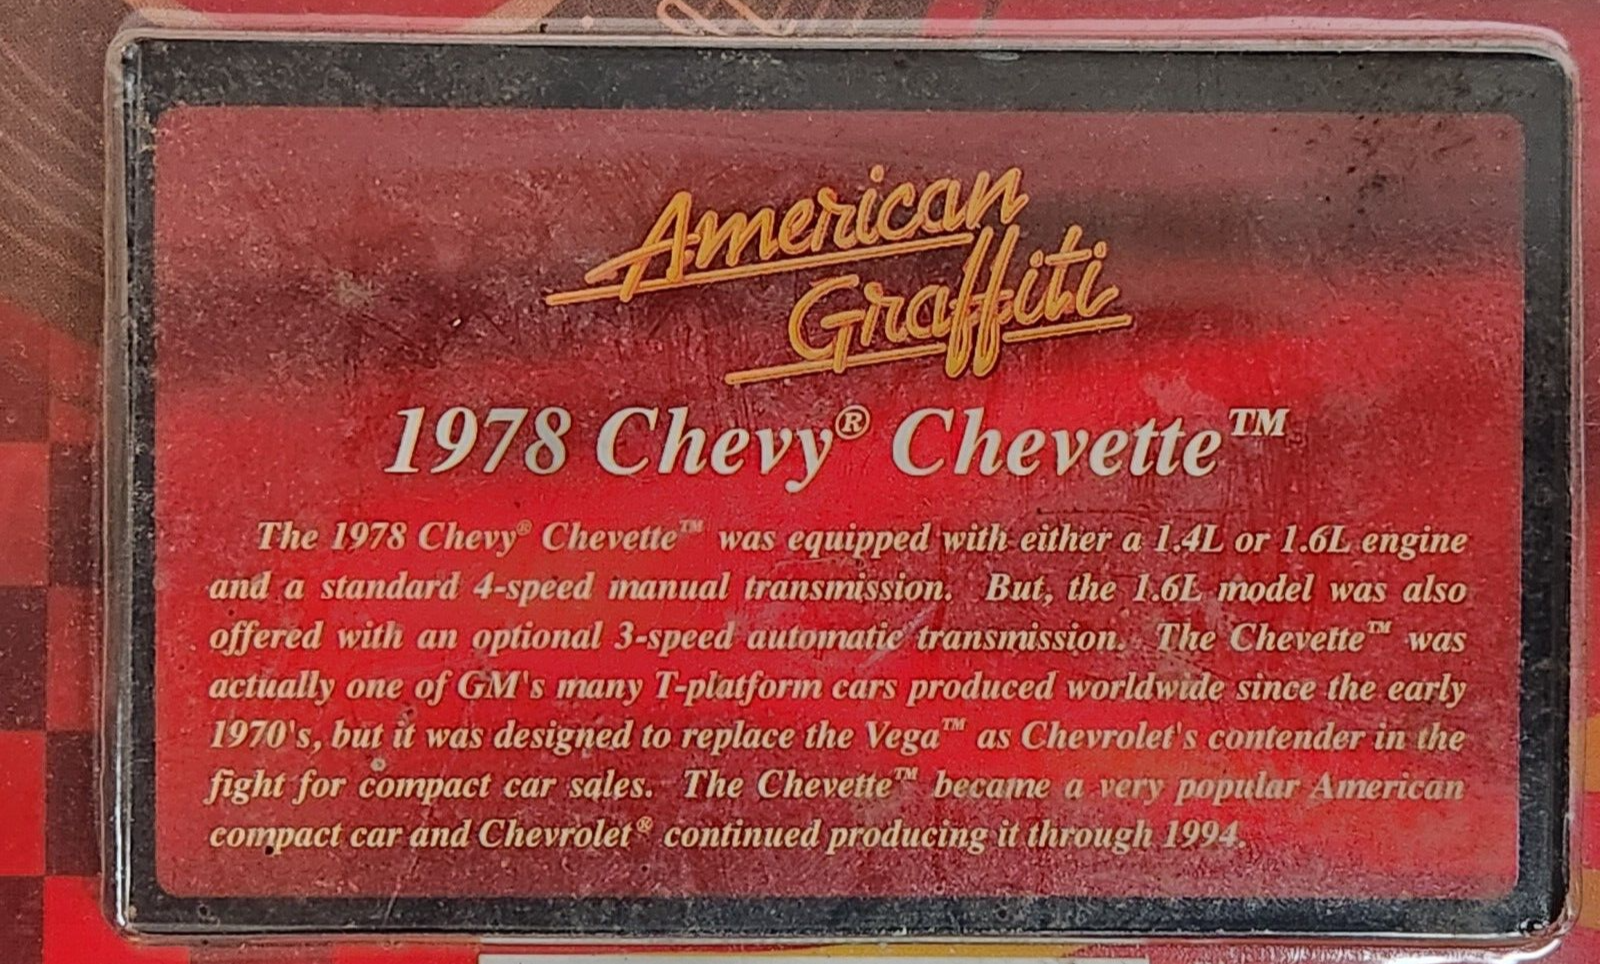 American
Graffiti
1978 Chevy® Chevette™
The 1978 Chevy® Chevette™ was equipped with either a 1.4L or 1.6L engine
and a standard 4-speed manual transmission. But, the 1.6L model was also
offered with an optional 3-speed automatic transmission. The Chevette™ was
actually one of GM's many T-platform cars produced worldwide since the early
1970's, but it was designed to replace the Vega™ as Chevrolet's contender in the
fight for compact car sales. The Chevette™ became a very popular American
compact car and Chevrolet® continued producing it through 1994.